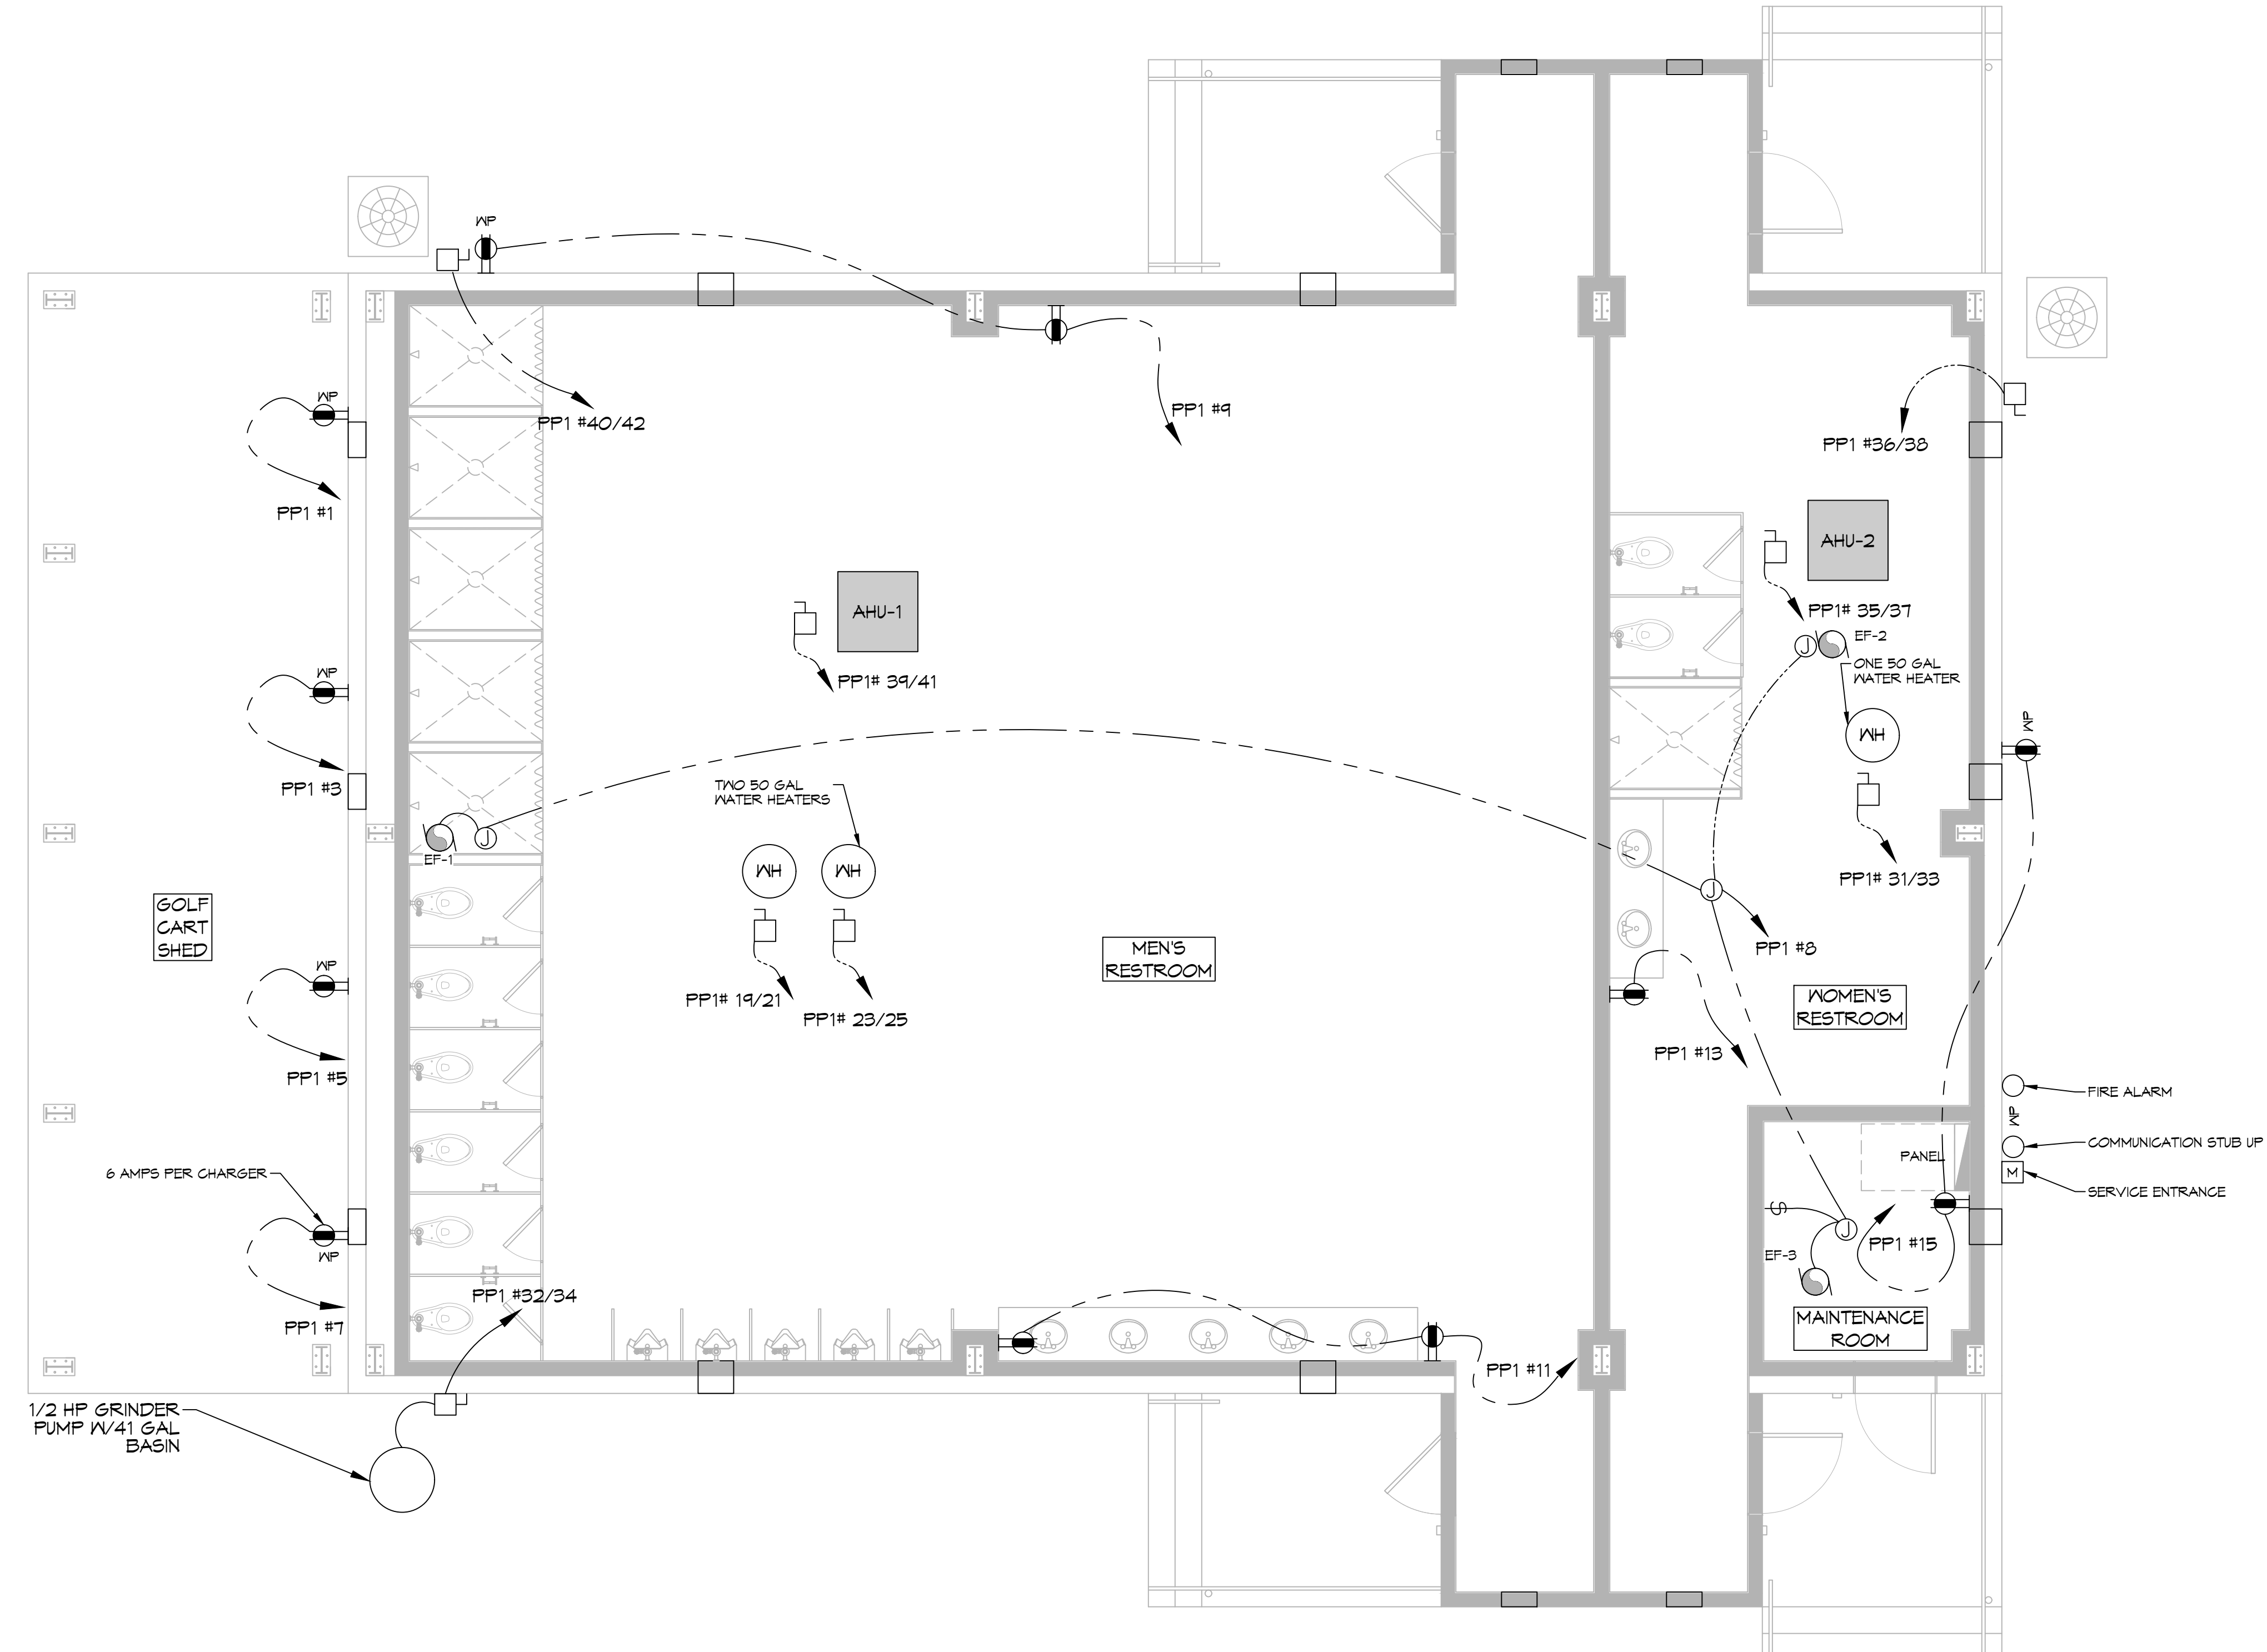 WP
PP1 #40/42
PP1 #9
WP
PP1 #1
PP1 #36/38
AHU-1
PP1# 39/41
AHU-2
PP1# 35/37
J
EF-2
ONE 50 GAL
WATER HEATER
WH
WP
PP1# 31/33
WP
PP1 #3
TWO 50 GAL
WATER HEATERS
J
EF-1
WH
WH
PP1# 19/21
PP1# 23/25
J
PP1 #8
GOLF
CART
SHED
MEN'S
RESTROOM
WP
PP1 #5
WOMEN'S
RESTROOM
PP1 #13
FIRE ALARM
WP
COMMUNICATION STUB UP
M
SERVICE ENTRANCE
PANEL
S
J
PP1 #15
EF-3
MAINTENANCE
ROOM
6 AMPS PER CHARGER
WP
PP1 #7
PP1 #32/34
PP1 #11
1/2 HP GRINDER
PUMP W/41 GAL
BASIN